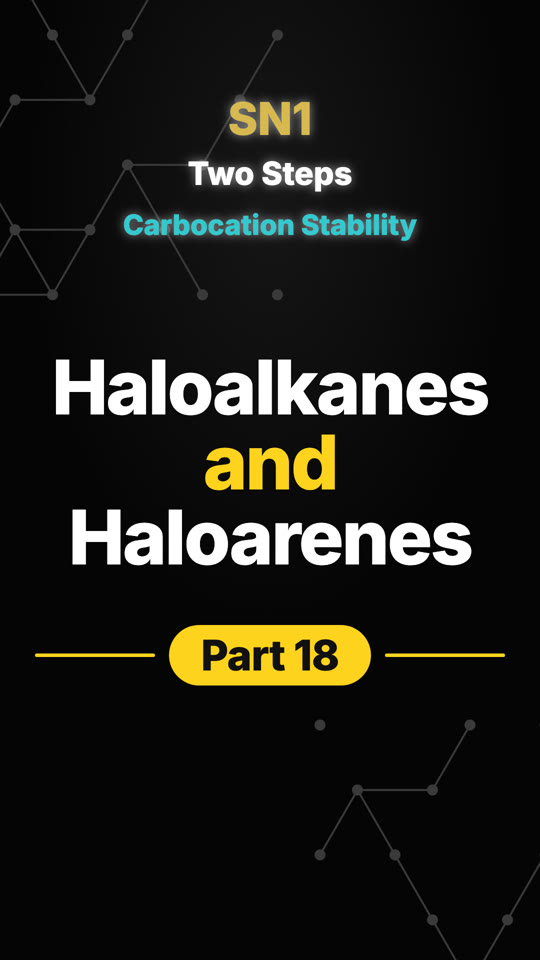 SN1
Two Steps
Carbocation Stability
Haloalkanes
and
Haloarenes
Part 18